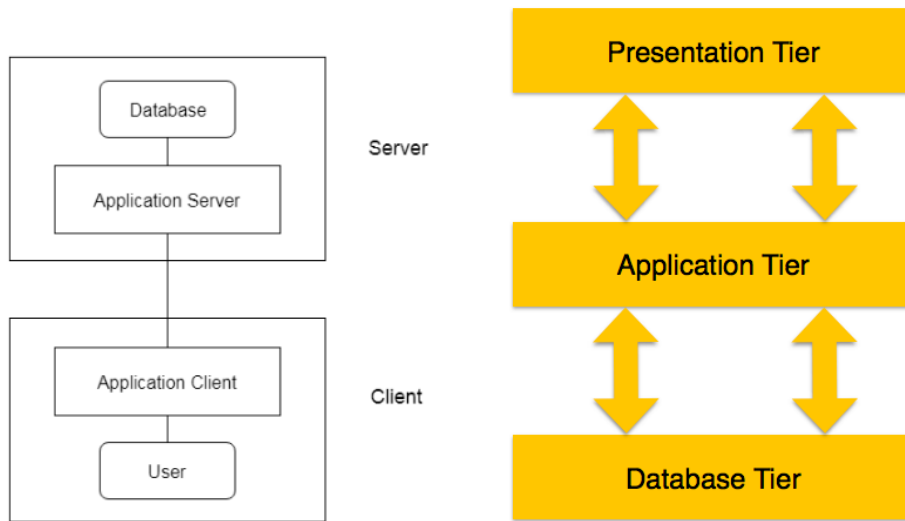 Database
Application Server
Server
Application Client
Client
User
Presentation Tier
Application Tier
Database Tier